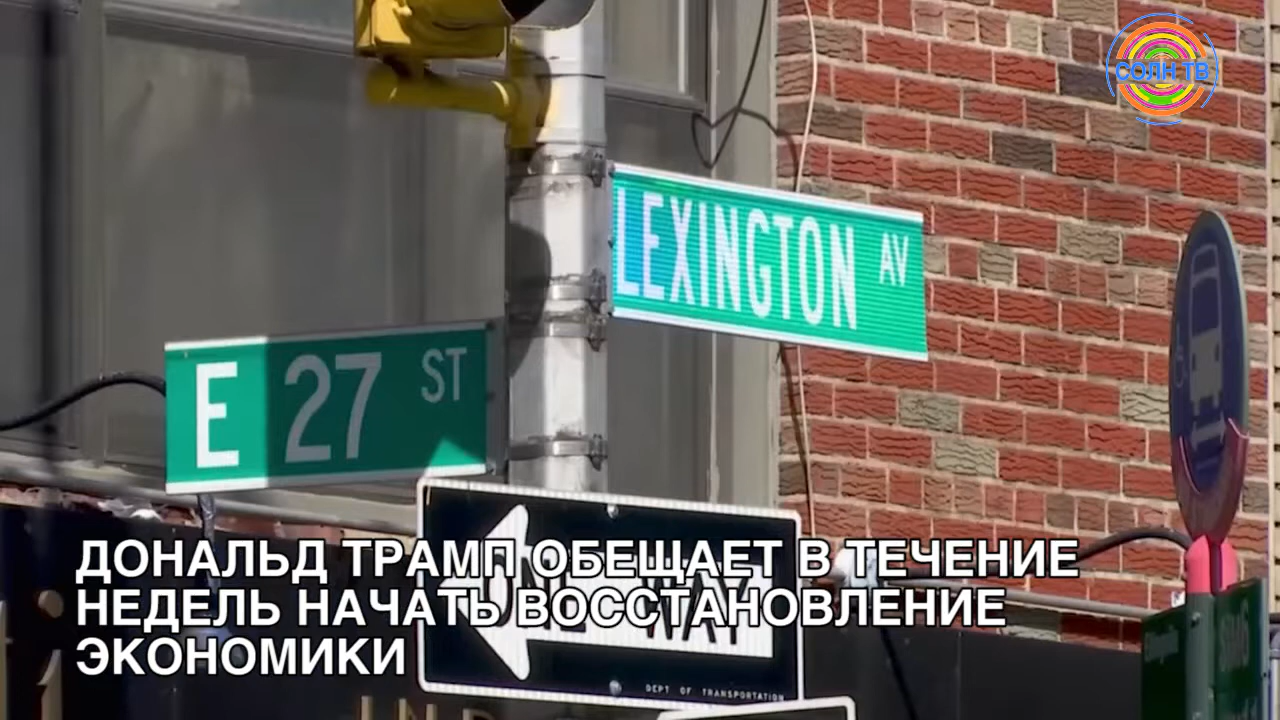 СОЛН ТВ
LEXINGTON AV
E 27 ST
ONE WAY
DEPT OF TRANSPORTATION
ДОНАЛЬД ТРАМП ОБЕЩАЕТ В ТЕЧЕНИЕ
НЕДЕЛЬ НАЧАТЬ ВОССТАНОВЛЕНИЕ
ЭКОНОМИКИ